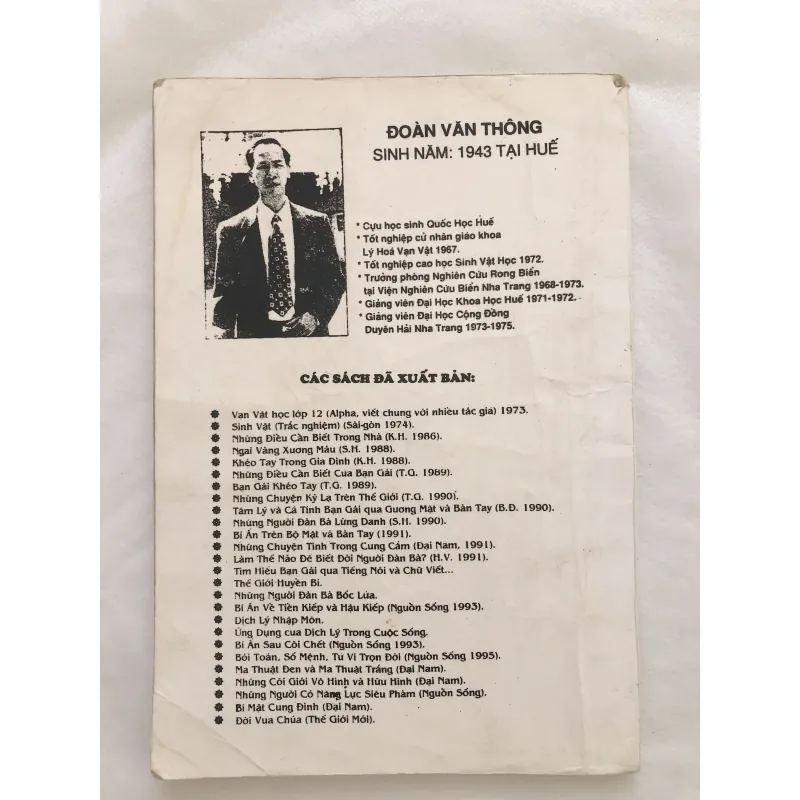 ĐOÀN VĂN THÔNG
SINH NĂM: 1943 TẠI HUẾ
* Cựu học sinh Quốc Học Huế
* Tốt nghiệp cử nhân giáo khoa
Lý Hoá Vạn Vật 1967.
* Tốt nghiệp cao học Sinh Vật Học 1972.
* Trưởng phòng Nghiên Cứu Rong Biển
tại Viện Nghiên Cứu Biển Nha Trang 1968-1973.
* Giảng viên Đại Học Khoa Học Huế 1971-1972.
* Giảng viên Đại Học Cộng Đồng
Duyên Hải Nha Trang 1973-1975.
CÁC SÁCH ĐÃ XUẤT BẢN:
Vạn Vật học lớp 12 (Alpha, viết chung với nhiều tác giả) 1973.
Sinh Vật (Trắc nghiệm) (Sài-gòn 1974).
Những Điều Cần Biết Trong Nhà (K.H. 1986).
Ngai Vàng Xương Máu (S.H. 1988).
Khéo Tay Trong Gia Đình (K.H. 1988).
Những Điều Cần Biết Của Bạn Gái (T.G. 1989).
Bạn Gái Khéo Tay (T.G. 1989).
Những Chuyện Kỳ Lạ Trên Thế Giới (T.G. 1990).
Tâm Lý và Cá Tính Bạn Gái qua Gương Mặt và Bàn Tay (B.Đ. 1990).
Những Người Đàn Bà Lừng Danh (S.H. 1990).
Bí Ẩn Trên Bộ Mặt và Bàn Tay (1991).
Những Chuyện Tình Trong Cung Cấm (Đại Nam, 1991).
Làm Thế Nào Để Biết Đời Người Đàn Bà? (H.V. 1991).
Tìm Hiểu Bạn Gái qua Tiếng Nói và Chữ Viết...
Thế Giới Huyền Bí.
Những Người Đàn Bà Bốc Lửa.
Bí Ẩn Về Tiền Kiếp và Hậu Kiếp (Nguồn Sống 1993).
Dịch Lý Nhập Môn.
Ứng Dụng của Dịch Lý Trong Cuộc Sống.
Bí Ẩn Sau Cõi Chết (Nguồn Sống 1993).
Bói Toán, Số Mệnh, Tử Vi Trọn Đời (Nguồn Sống 1995).
Ma Thuật Đen và Ma Thuật Trắng (Đại Nam).
Những Cõi Giới Vô Hình và Hữu Hình (Đại Nam).
Những Người Có Năng Lực Siêu Phàm (Nguồn Sống).
Bí Mật Cung Đình (Đại Nam).
Đời Vua Chúa (Thế Giới Mới).